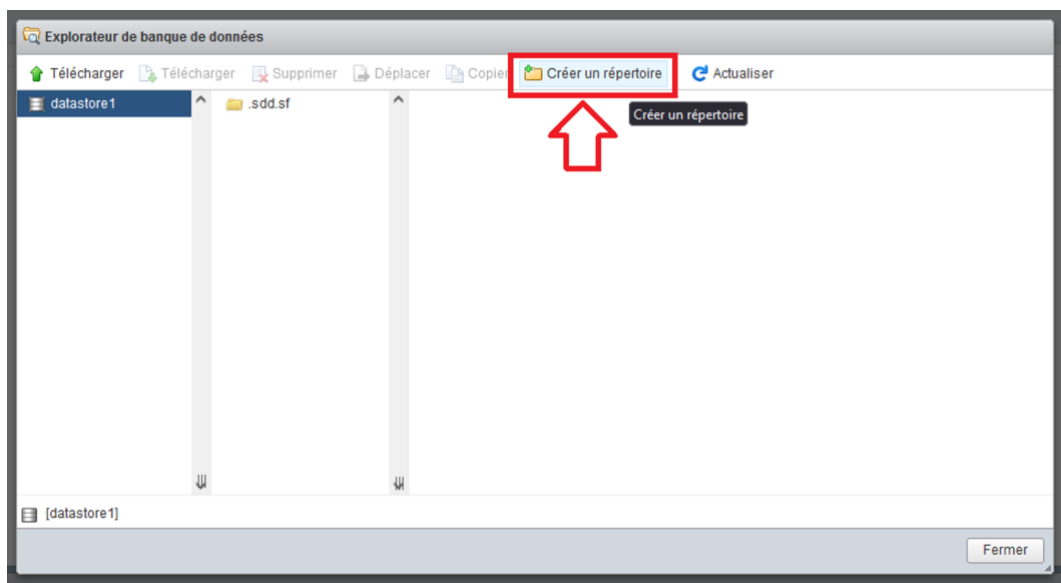 Explorateur de banque de données
Télécharger Télécharger Supprimer Déplacer Copier Créer un répertoire Actualiser
datastore1 .sdd.sf
Créer un répertoire
[datastore1]
Fermer